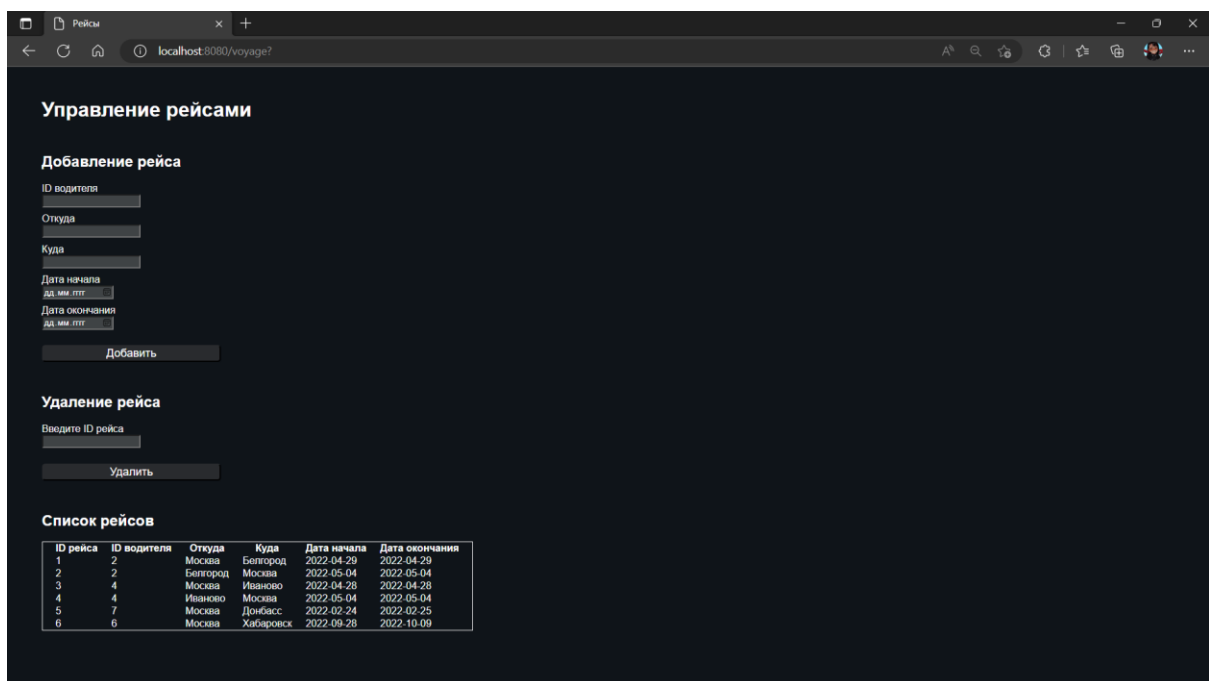 Рейсы
localhost:8080/voyage?
Управление рейсами
Добавление рейса
ID водителя
Откуда
Куда
Дата начала
дд.мм.гггг
Дата окончания
дд.мм.гггг
Добавить
Удаление рейса
Введите ID рейса
Удалить
Список рейсов
ID рейса ID водителя Откуда Куда Дата начала Дата окончания
1 2 Москва Белгород 2022-04-29 2022-04-29
2 2 Белгород Москва 2022-05-04 2022-05-04
3 4 Москва Иваново 2022-04-28 2022-04-28
4 4 Иваново Москва 2022-05-04 2022-05-04
5 7 Москва Донбасс 2022-02-24 2022-02-25
6 6 Москва Хабаровск 2022-09-28 2022-10-09